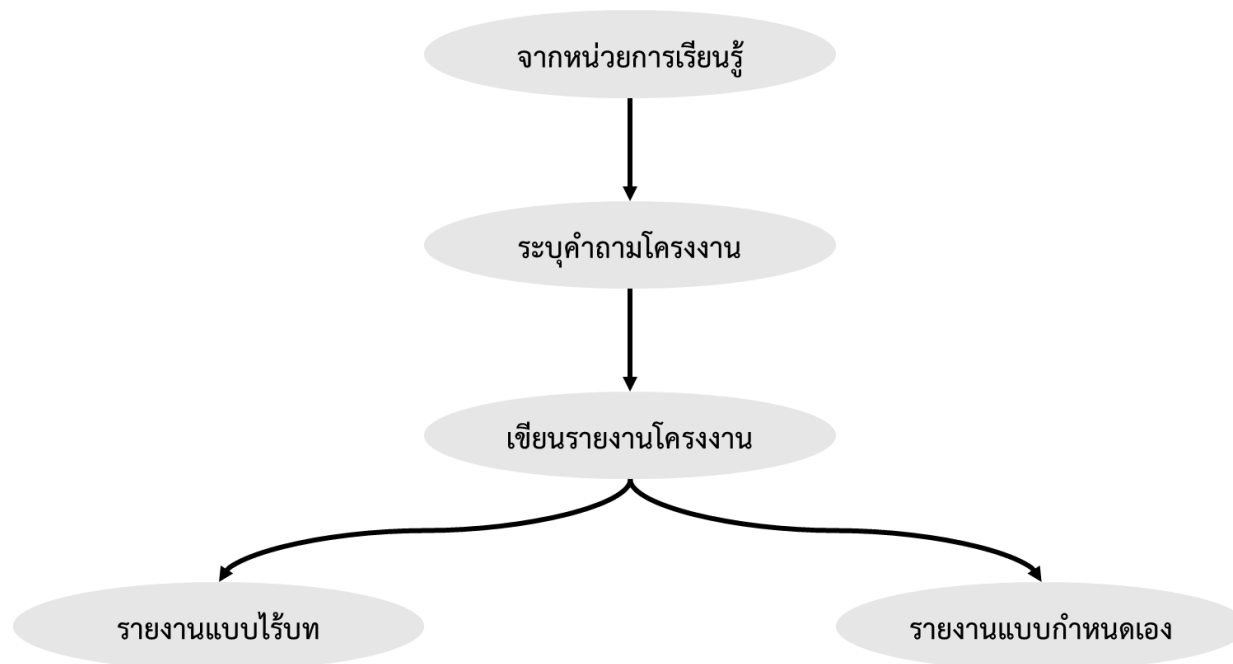 จากหน่วยการเรียนรู้
ระบุคำถามโครงงาน
เขียนรายงานโครงงาน
รายงานแบบไร้บท
รายงานแบบกำหนดเอง